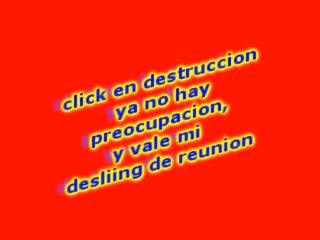 click en destruccion
ya no hay
preocupacion,
y vale mi
desliing de reunion